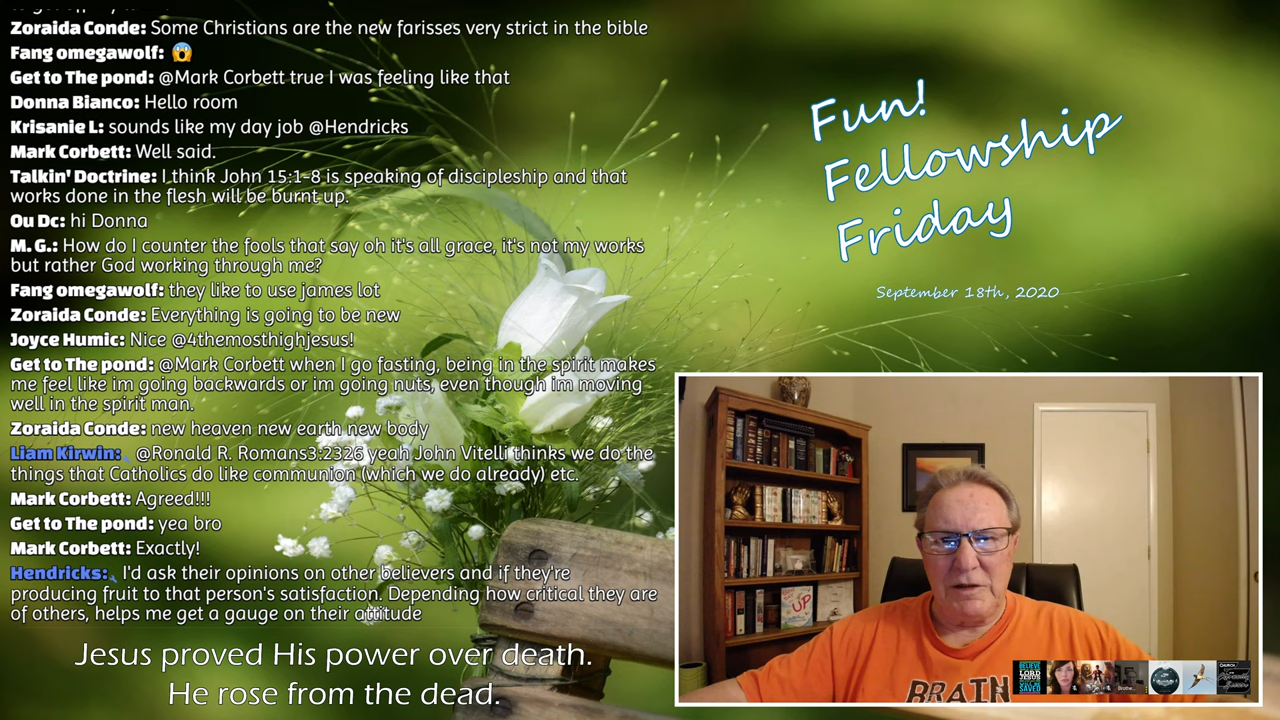 Zoraida Conde: Some Christians are the new farisses very strict in the bible
Fang omegawolf: 😱
Get to The pond: @Mark Corbett true I was feeling like that
Donna Bianco: Hello room
Krisanie L: sounds like my day job @Hendricks
Mark Corbett: Well said.
Talkin' Doctrine: I think John 15:1-8 is speaking of discipleship and that
works done in the flesh will be burnt up.
Ou Dc: hi Donna
M. G.: How do I counter the fools that say oh it's all grace, it's not my works
but rather God working through me?
Fang omegawolf: they like to use james lot
Zoraida Conde: Everything is going to be new
Joyce Humic: Nice @4themosthighjesus!
Get to The pond: @Mark Corbett when I go fasting, being in the spirit makes
me feel like im going backwards or im going nuts, even though im moving
well in the spirit man.
Zoraida Conde: new heaven new earth new body
Liam Kirwin: @Ronald R. Romans3:2326 yeah John Vitelli thinks we do the
things that Catholics do like communion (which we do already) etc.
Mark Corbett: Agreed!!!
Get to The pond: yea bro
Mark Corbett: Exactly!
Hendricks: I'd ask their opinions on other believers and if they're
producing fruit to that person's satisfaction. Depending how critical they are
of others, helps me get a gauge on their attitude
Jesus proved His power over death.
He rose from the dead.
Fun!
Fellowship
Friday
September 18th, 2020
UP
BRAIN
BELIEVE
LORD
JESUS
SAVED
Brothe...
CHURCH